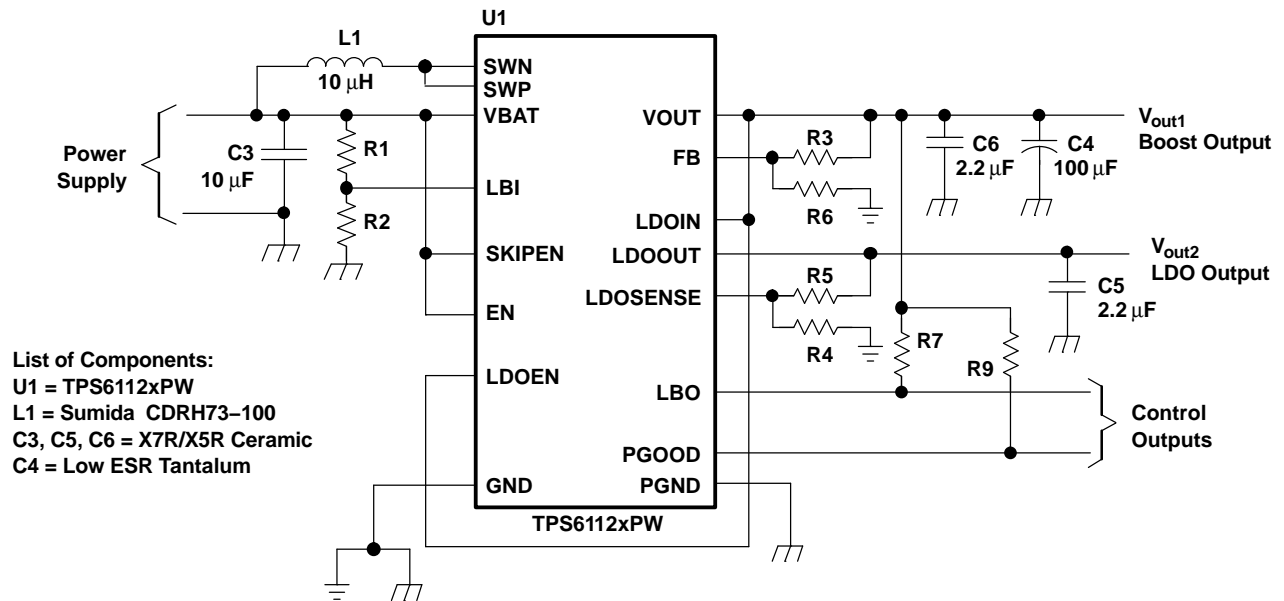 U1
L1
10 μH
SWN
SWP
VBAT
VOUT
Vout1
Boost Output
Power
Supply
C3
10 μF
R1
R2
LBI
FB
R3
R6
C6
2.2 μF
C4
100 μF
LDOIN
SKIPEN
LDOOUT
Vout2
LDO Output
LDOSENSE
R5
R4
C5
2.2 μF
EN
R7
R9
List of Components:
U1 = TPS6112xPW
L1 = Sumida CDRH73–100
C3, C5, C6 = X7R/X5R Ceramic
C4 = Low ESR Tantalum
LDOEN
LBO
Control
Outputs
PGOOD
GND
PGND
TPS6112xPW